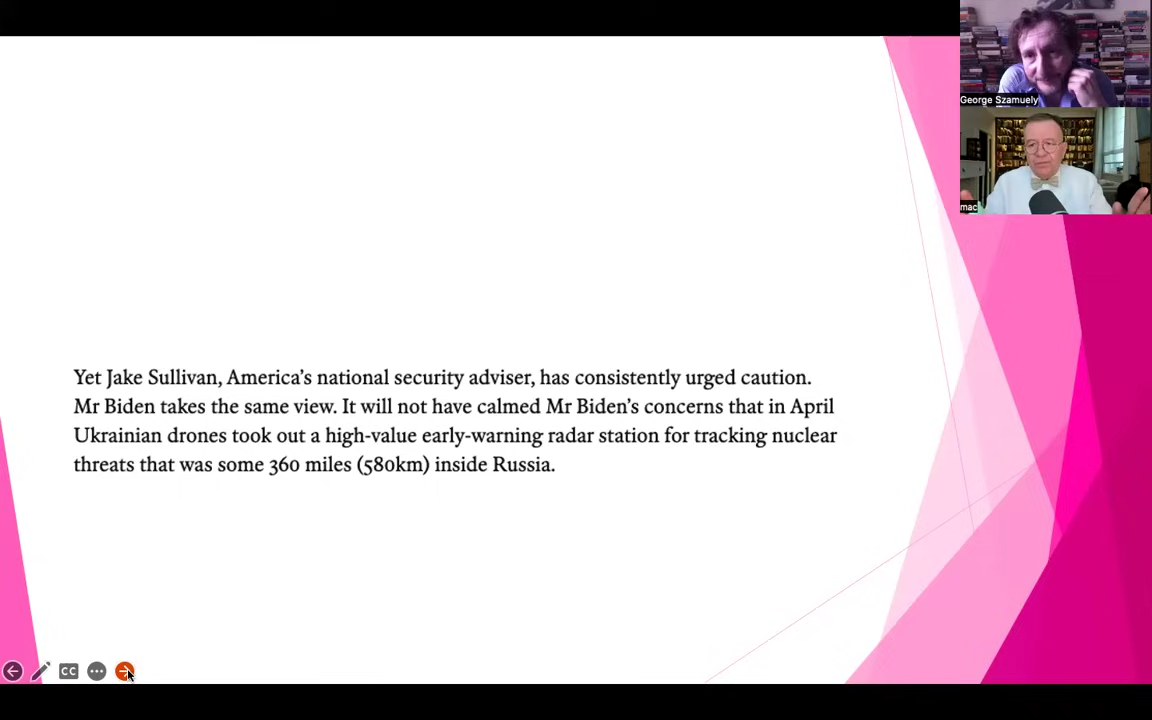 George Szamuely
mac
Yet Jake Sullivan, America’s national security adviser, has consistently urged caution.
Mr Biden takes the same view. It will not have calmed Mr Biden’s concerns that in April
Ukrainian drones took out a high-value early-warning radar station for tracking nuclear
threats that was some 360 miles (580km) inside Russia.
CC